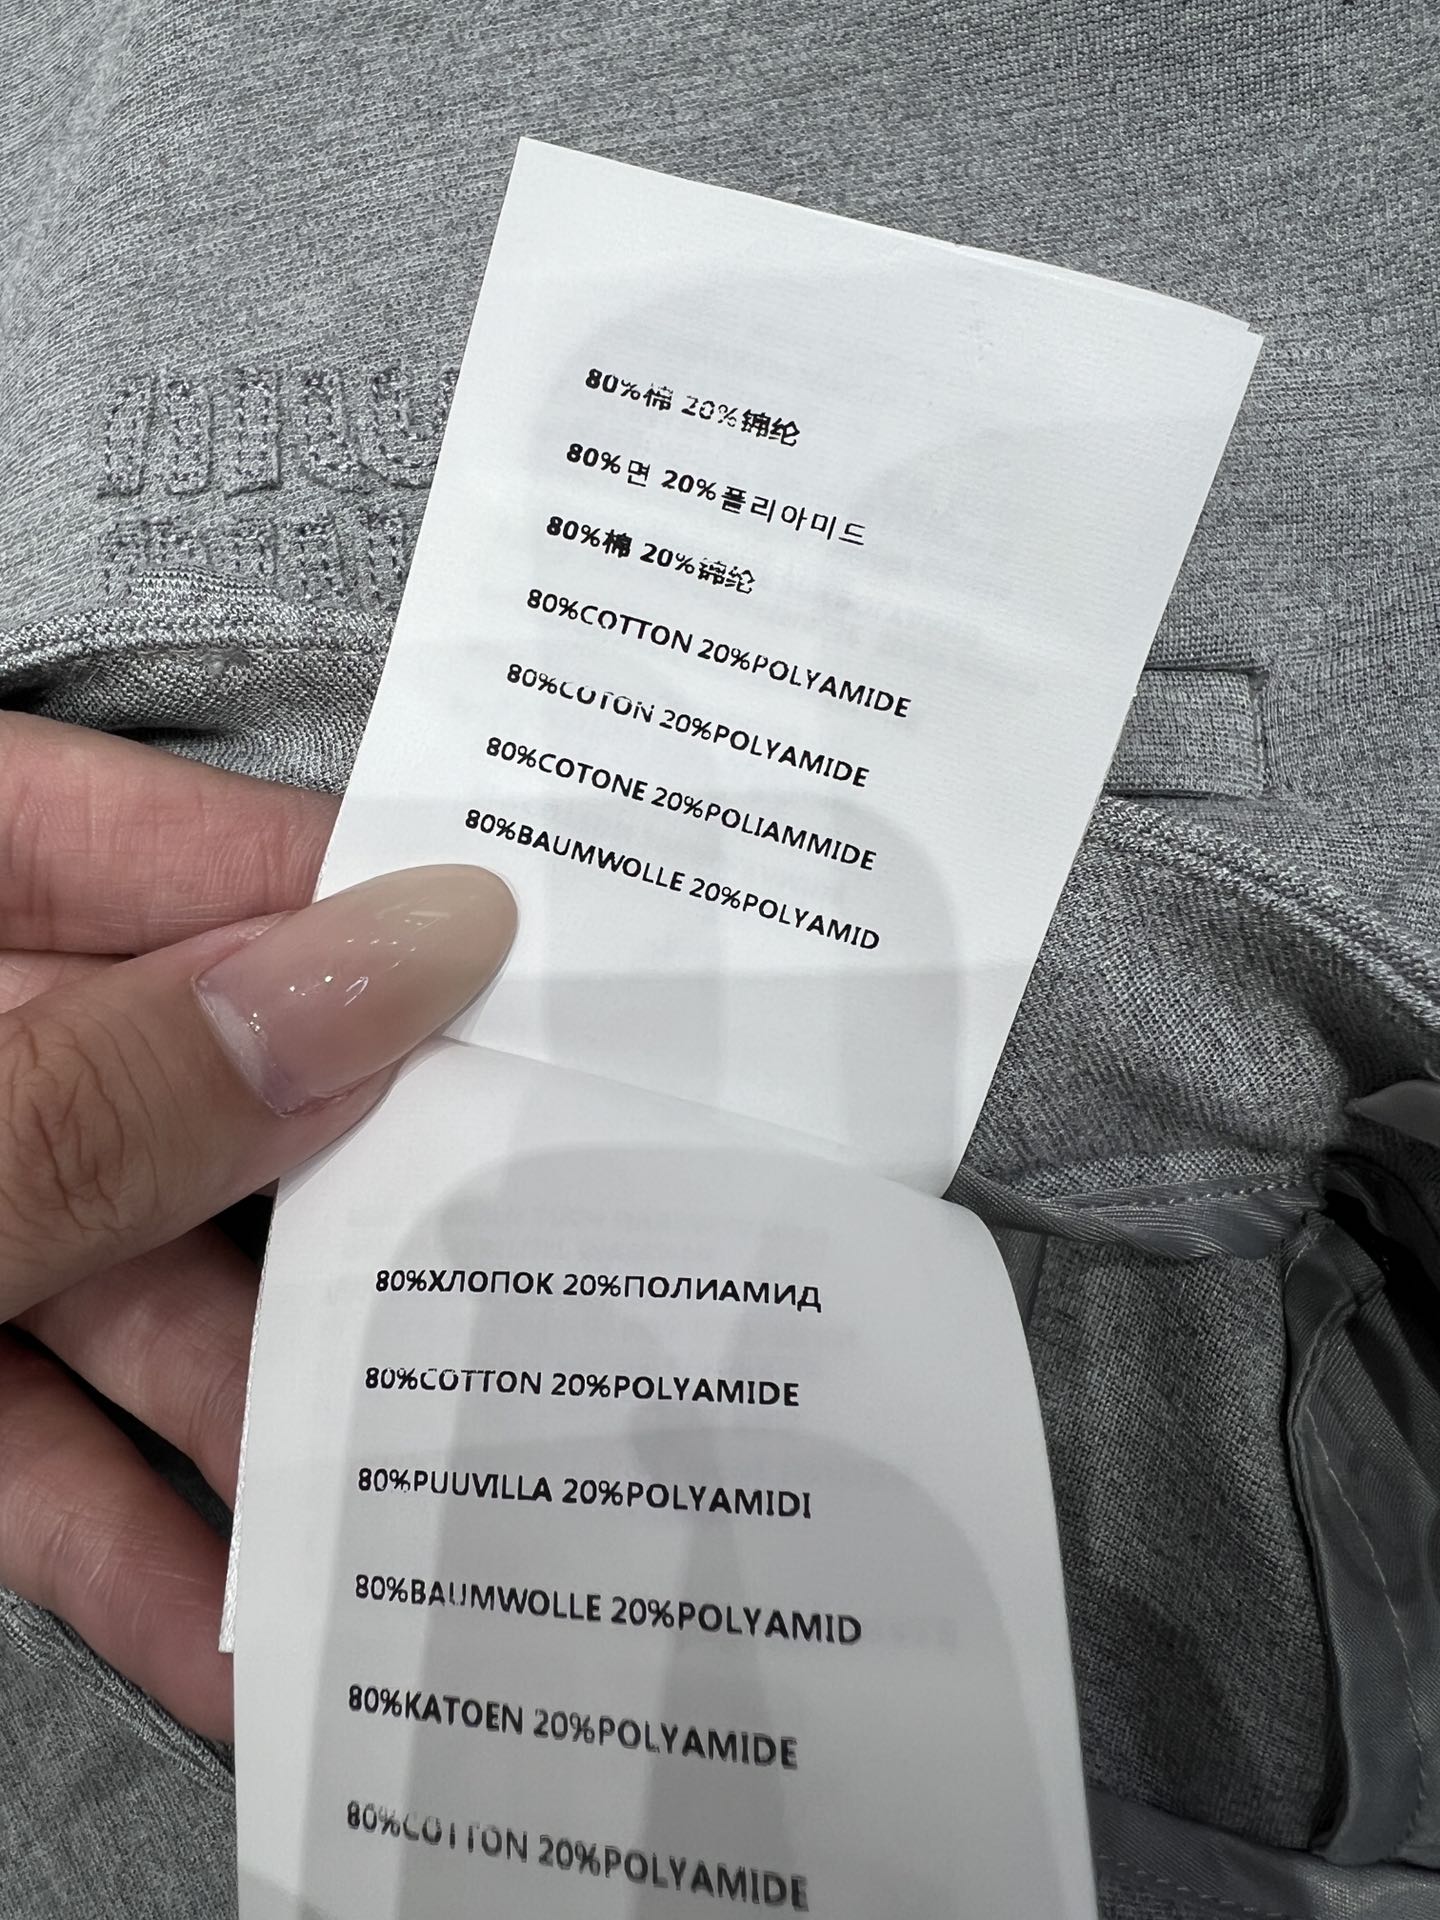 miu
miu
80%棉 20%锦纶
80%면 20%폴리아미드
80%棉 20%锦纶
80%COTTON 20%POLYAMIDE
80%COTON 20%POLYAMIDE
80%COTONE 20%POLIAMMIDE
80%BAUMWOLLE 20%POLYAMID
80%ХЛОПОК 20%ПОЛИАМИД
80%COTTON 20%POLYAMIDE
80%PUUVILLA 20%POLYAMIDI
80%BAUMWOLLE 20%POLYAMID
80%KATOEN 20%POLYAMIDE
80%COTTON 20%POLYAMIDE